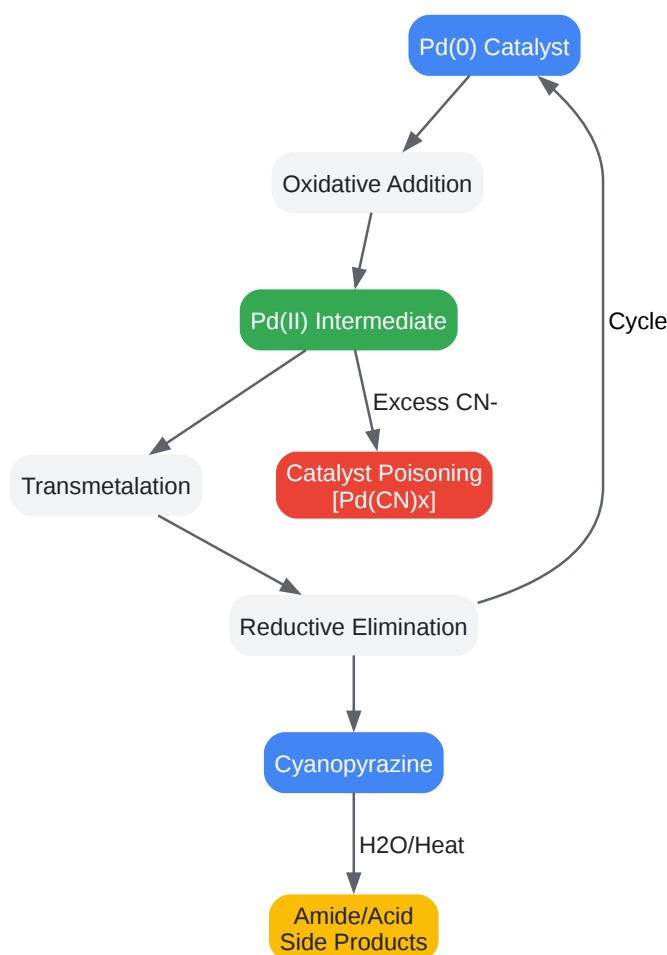 Pd(0) Catalyst
Oxidative Addition
Pd(II) Intermediate
Cycle
Excess CN-
Transmetalation
Catalyst Poisoning
[Pd(CN)x]
Reductive Elimination
Cyanopyrazine
H2O/Heat
Amide/Acid
Side Products